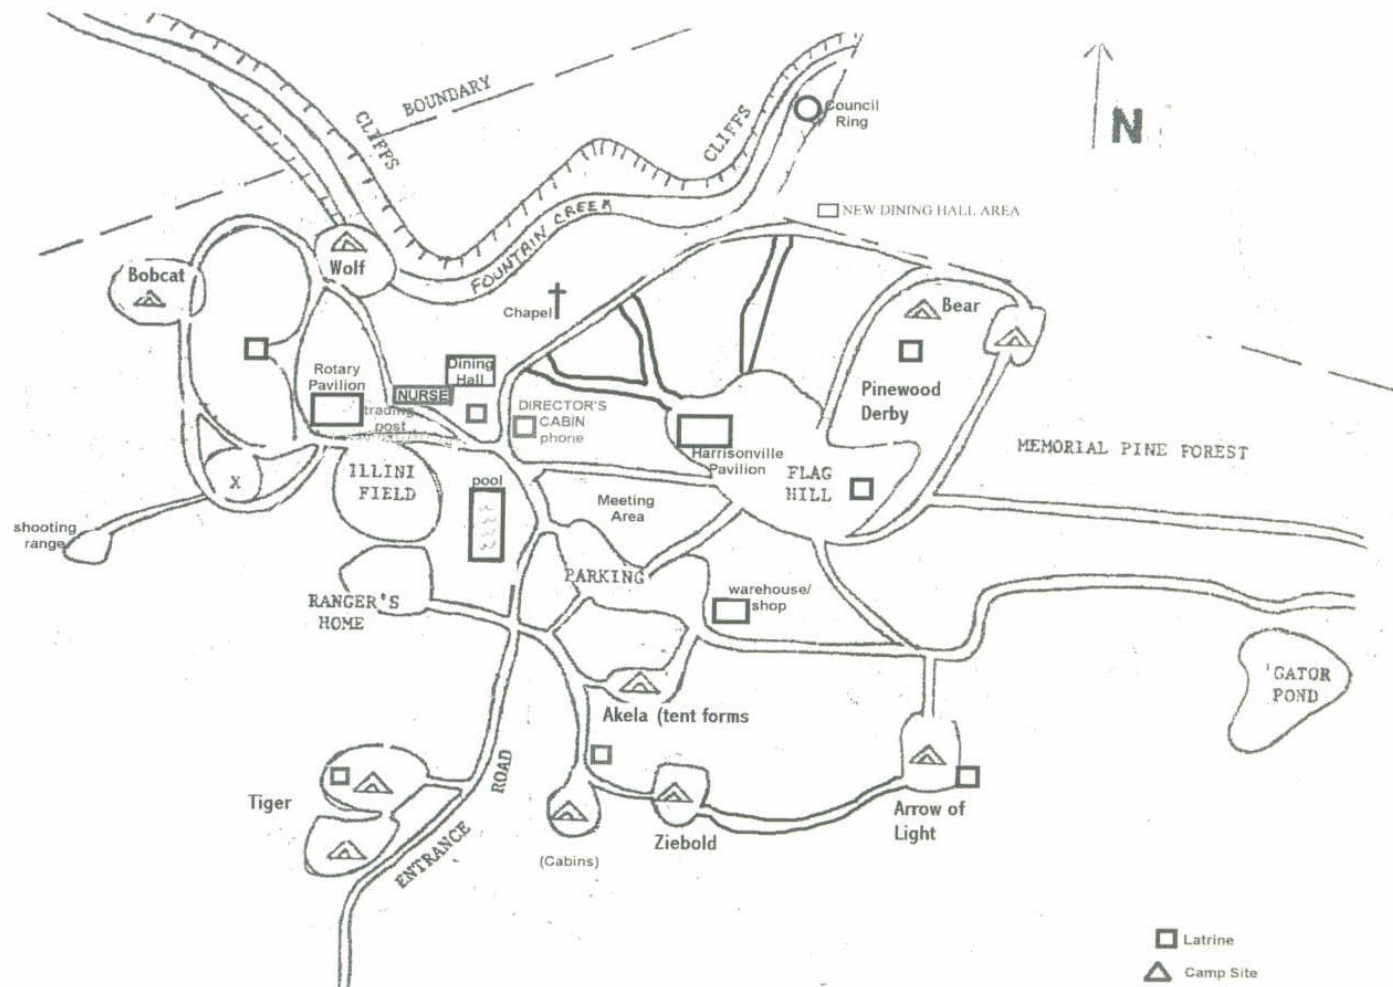 BOUNDARY
CLIFFS
CLIFFS
Council
Ring
N
FOUNTAIN CREEK
NEW DINING HALL AREA
Bobcat
Wolf
Chapel
Bear
Dining
Hall
Rotary
Pavilion
NURSE
trading
post
DIRECTOR'S
CABIN
phone
Pinewood
Derby
Harrisonville
Pavilion
MEMORIAL PINE FOREST
ILLINI
FIELD
FLAG
HILL
X
pool
Meeting
Area
shooting
range
PARKING
RANGER'S
HOME
warehouse/
shop
'GATOR
POND
Akela (tent forms
Tiger
ENTRANCE ROAD
(Cabins)
Ziebold
Arrow of
Light
Latrine
Camp Site